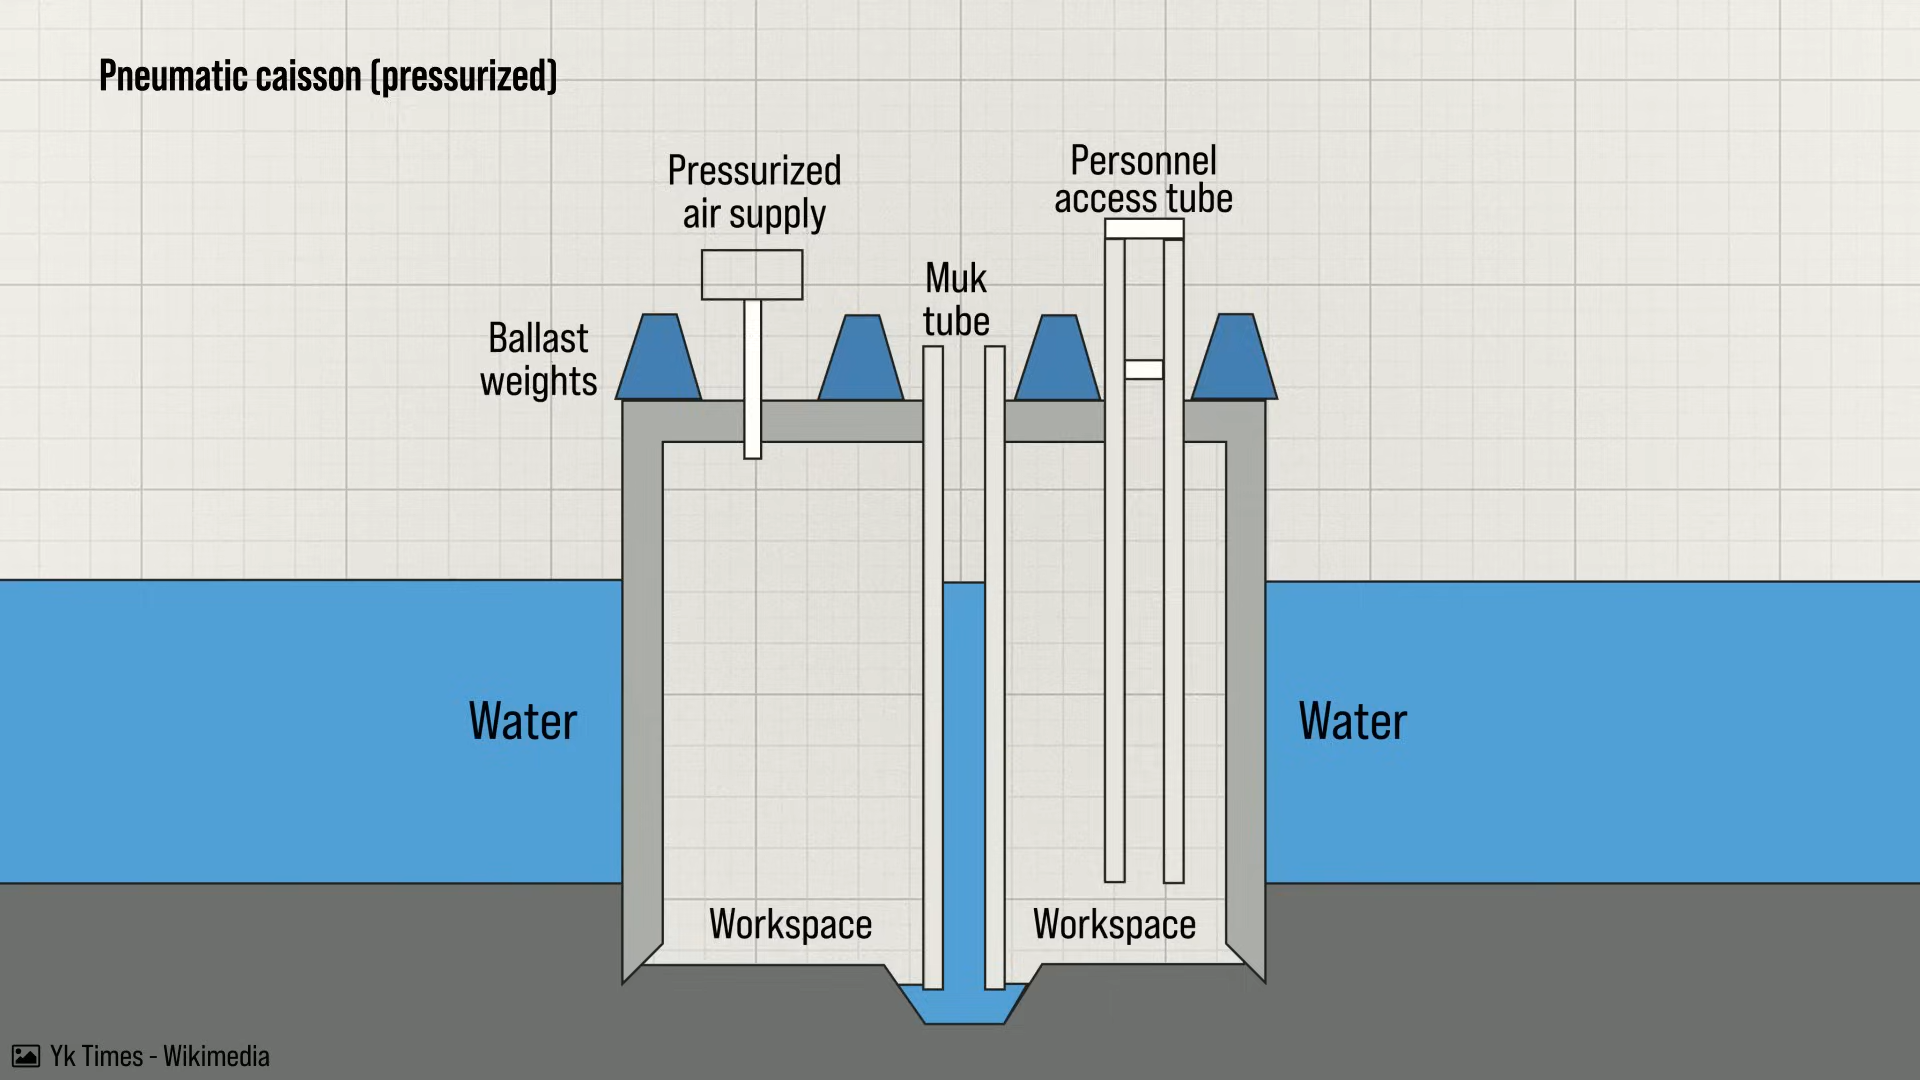 Pneumatic caisson (pressurized)
Pressurized
air supply
Personnel
access tube
Muk
tube
Ballast
weights
Water
Water
Workspace
Workspace
Yk Times - Wikimedia